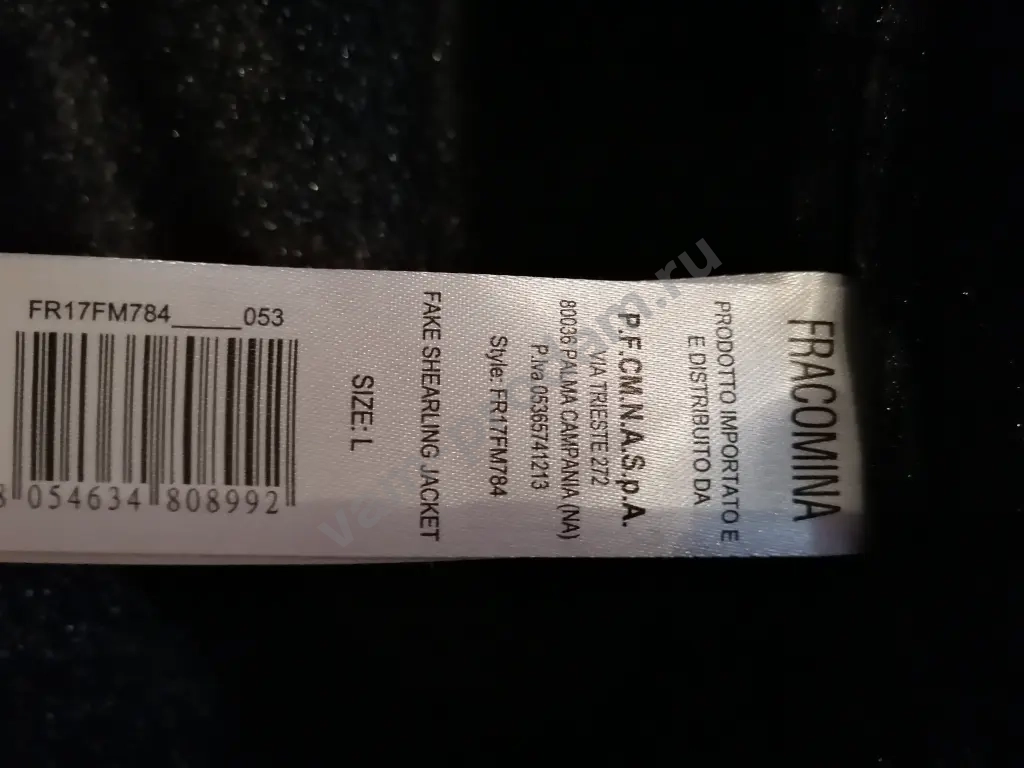 FRACOMINA
PRODOTTO IMPORTATO E
E DISTRIBUTO DA
P.F.CM.N.A.S.p.A.
VIA TRIESTE 272
80036 PALMA CAMPANIA (NA)
P.Iva 05365741213
Style: FR17FM784
FAKE SHEARLING JACKET
SIZE: L
FR17FM784_____053
8 054634 808992